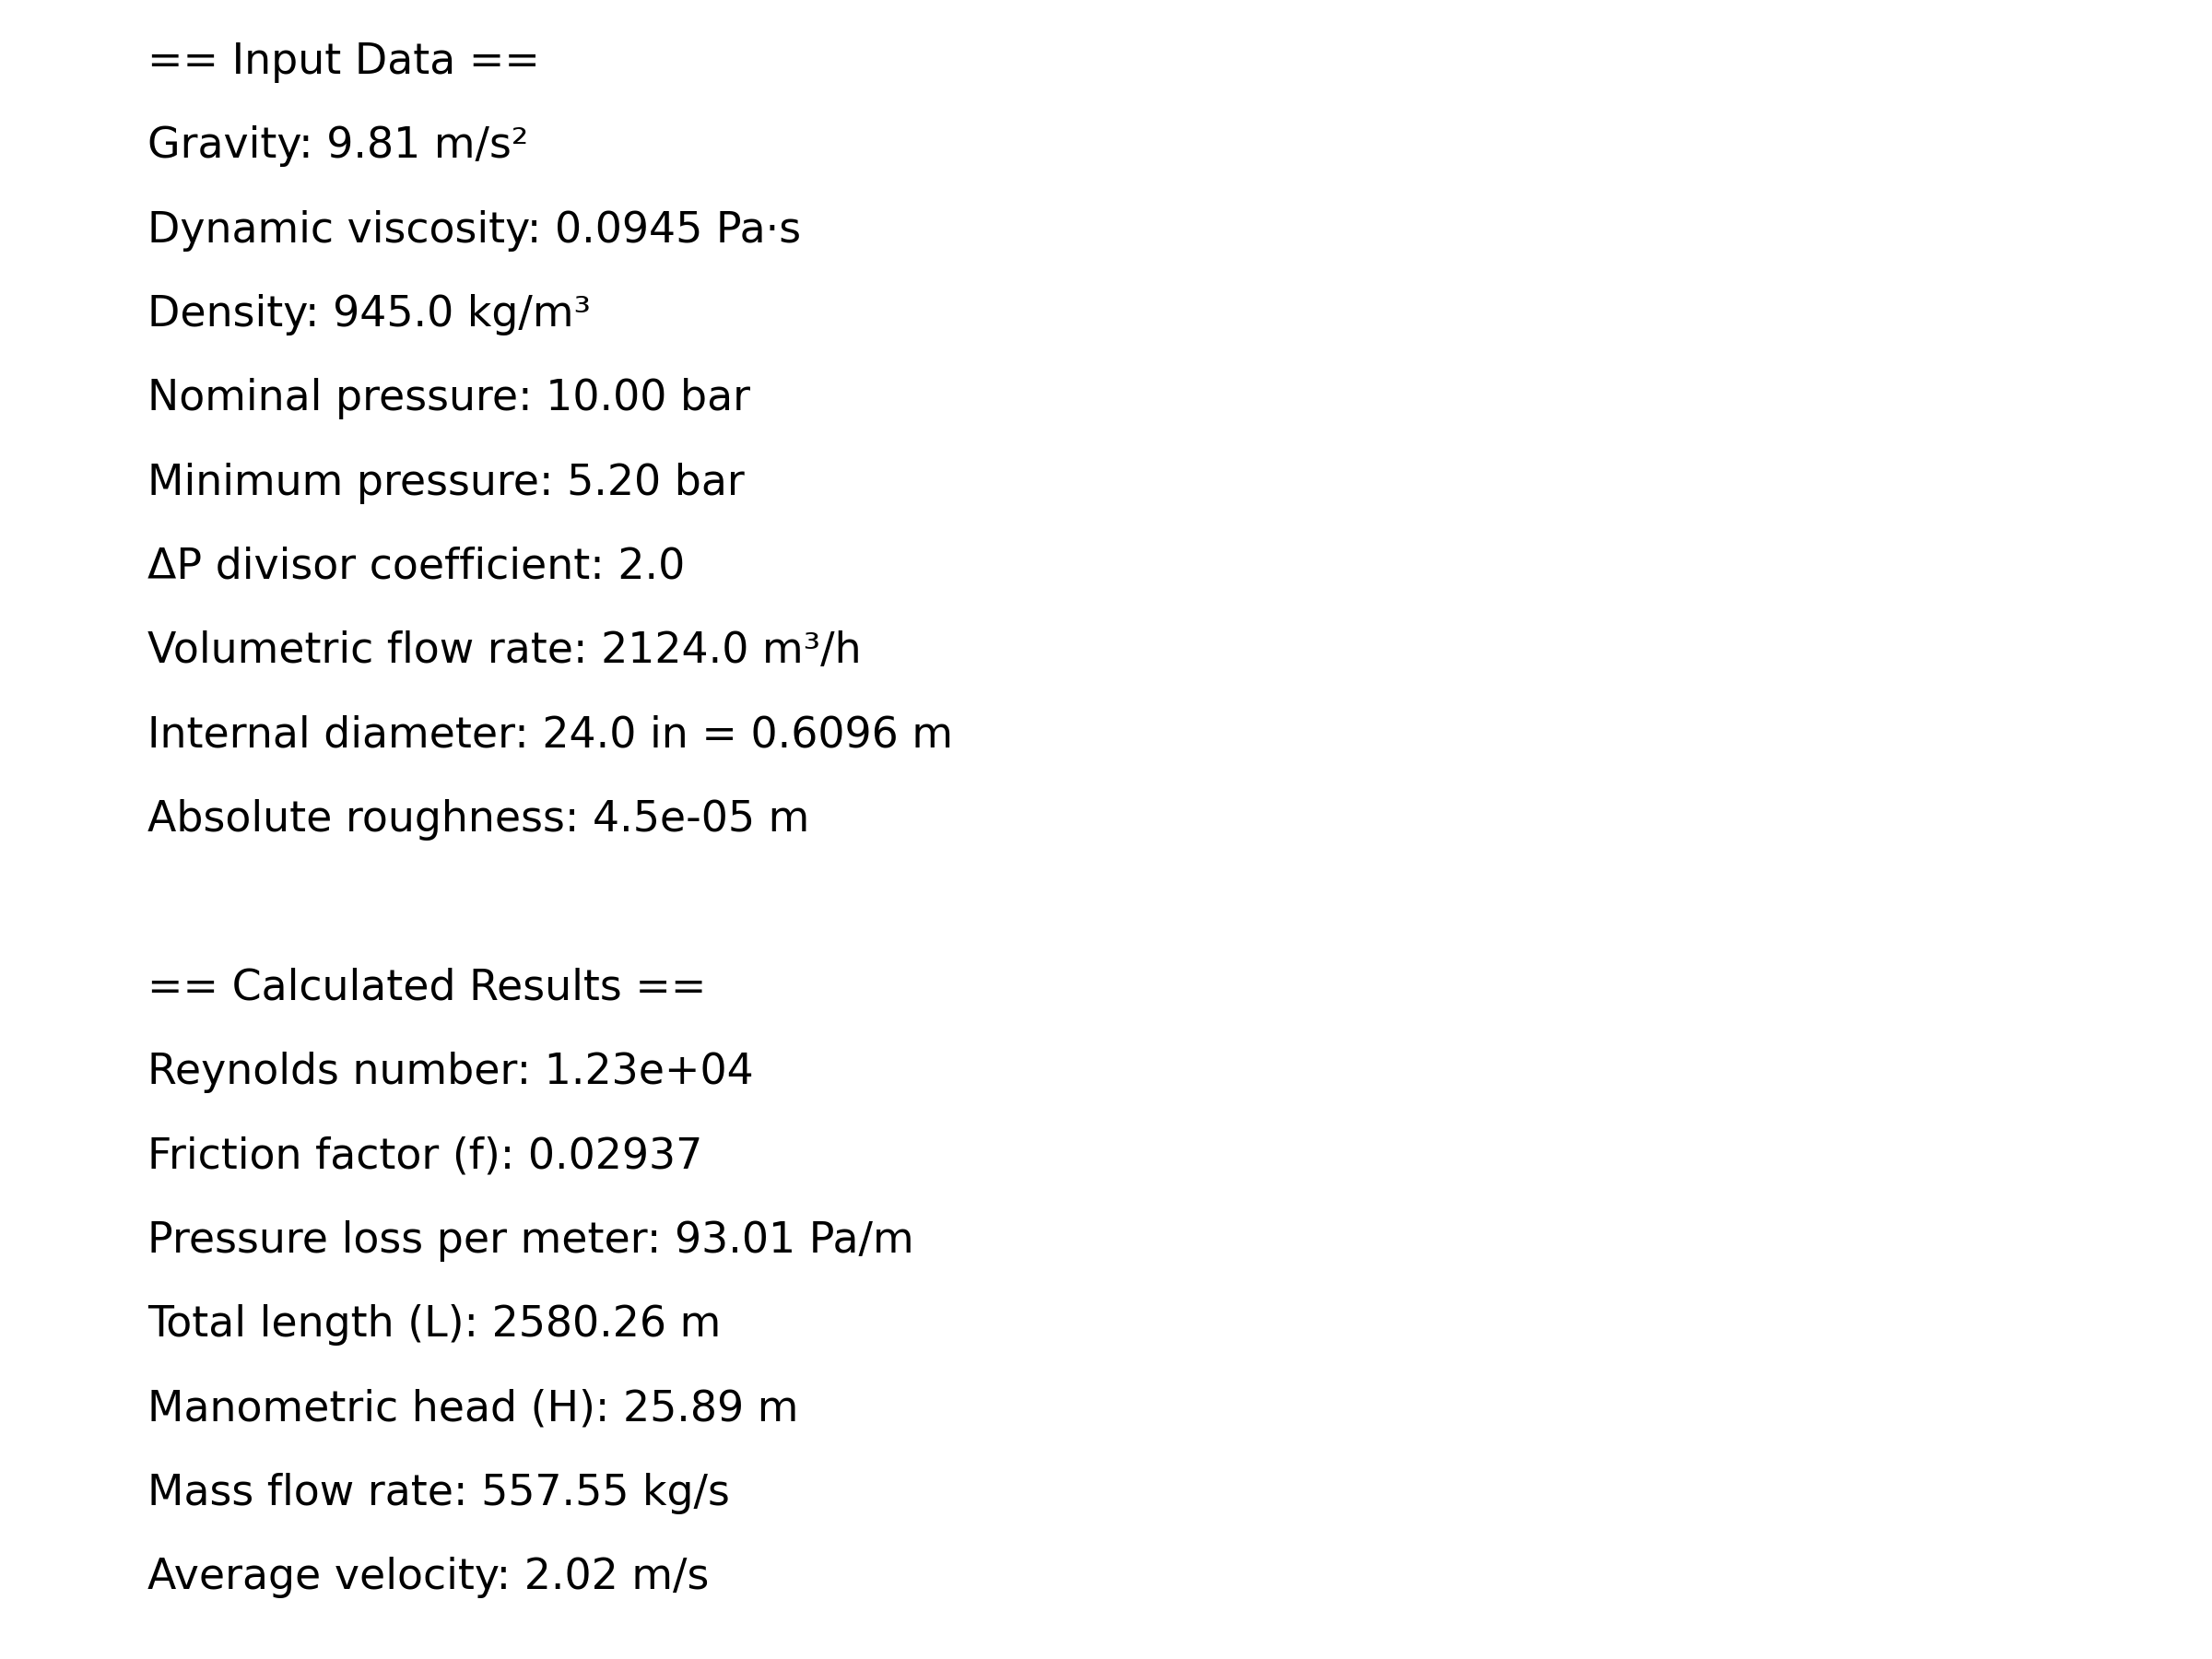 == Input Data ==
Gravity: 9.81 m/s²
Dynamic viscosity: 0.0945 Pa·s
Density: 945.0 kg/m³
Nominal pressure: 10.00 bar
Minimum pressure: 5.20 bar
ΔP divisor coefficient: 2.0
Volumetric flow rate: 2124.0 m³/h
Internal diameter: 24.0 in = 0.6096 m
Absolute roughness: 4.5e-05 m
== Calculated Results ==
Reynolds number: 1.23e+04
Friction factor (f): 0.02937
Pressure loss per meter: 93.01 Pa/m
Total length (L): 2580.26 m
Manometric head (H): 25.89 m
Mass flow rate: 557.55 kg/s
Average velocity: 2.02 m/s